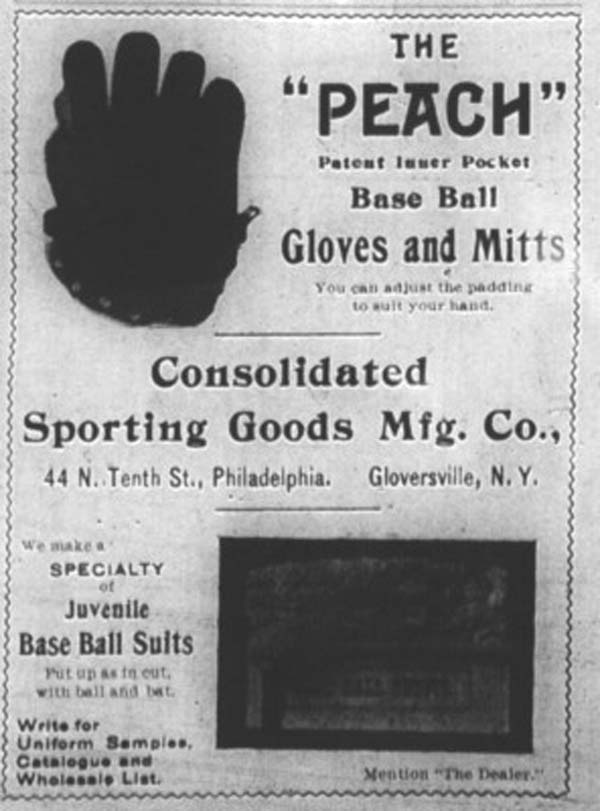 THE
"PEACH"
Patent Inner Pocket
Base Ball
Gloves and Mitts
You can adjust the padding
to suit your hand.
Consolidated
Sporting Goods Mfg. Co.,
44 N. Tenth St., Philadelphia. Gloversville, N. Y.
We make a
SPECIALTY
of
Juvenile
Base Ball Suits
Put up as in cut,
with ball and bat.
Write for
Uniform Samples,
Catalogue and
Wholesale List.
Mention "The Dealer."